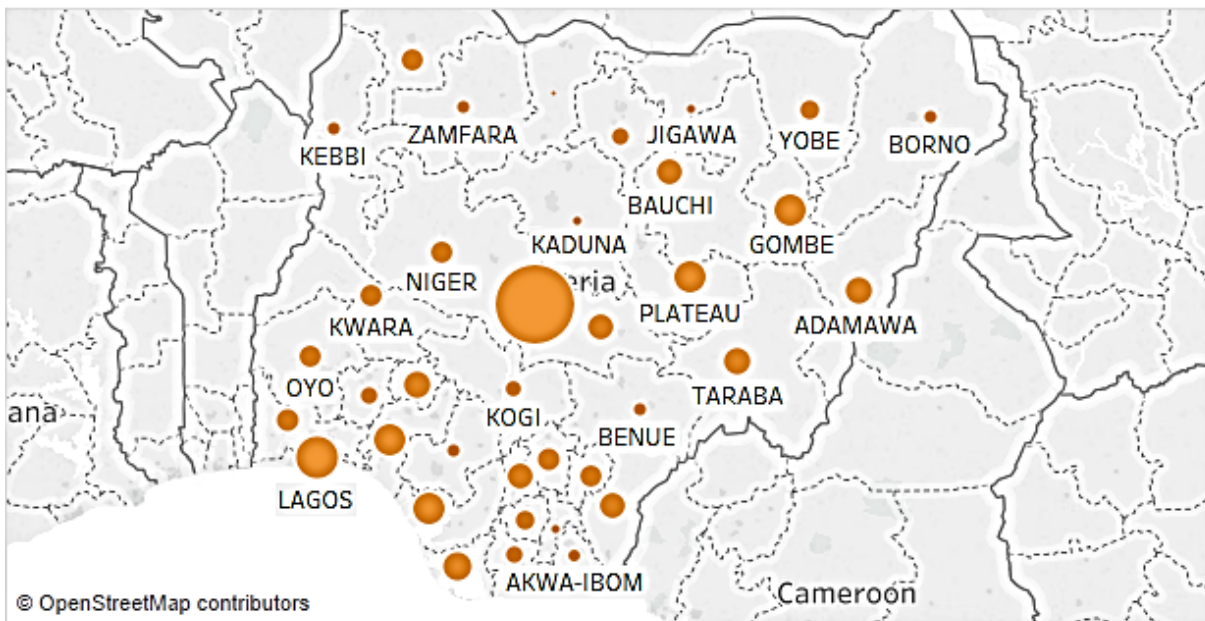 ZAMFARA
JIGAWA
YOBE
BORNO
KEBBI
BAUCHI
KADUNA
GOMBE
NIGER
eria
PLATEAU
ADAMAWA
KWARA
OYO
TARABA
KOGI
ana
BENUE
LAGOS
AKWA-IBOM
Cameroon
© OpenStreetMap contributors